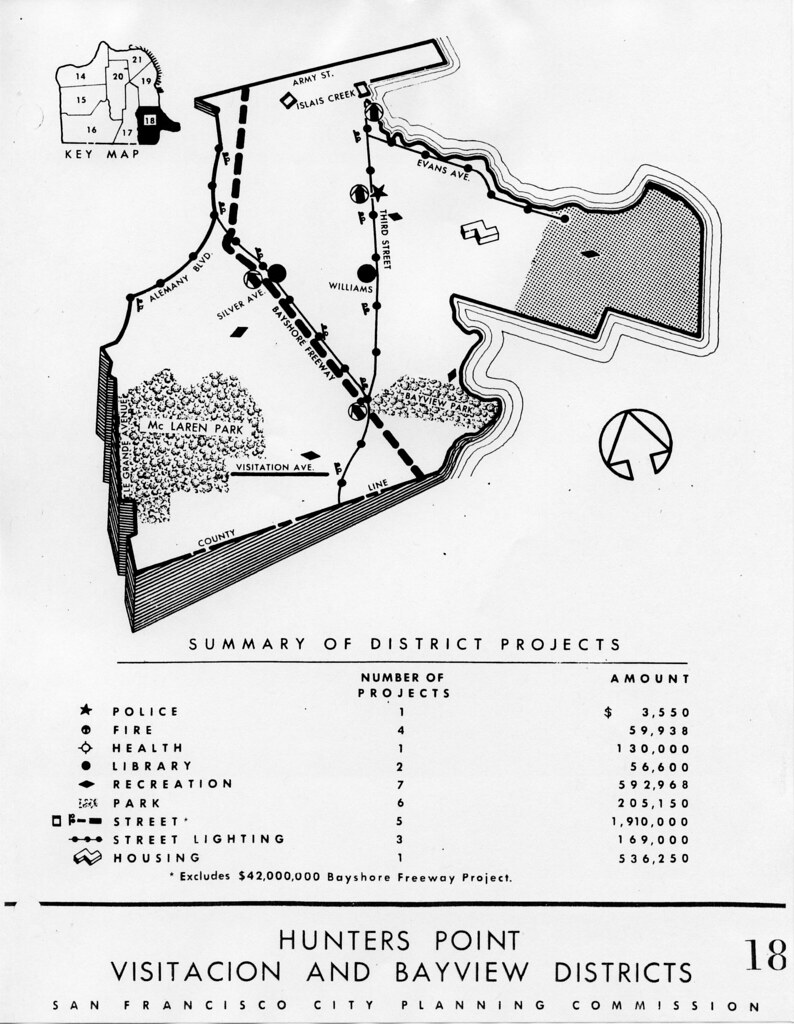 21
14
20
19
15
18
16
17
KEY MAP
ARMY ST.
ISLAIS CREEK
EVANS AVE.
THIRD STREET
ALEMANY BLVD.
WILLIAMS
SILVER AVE.
BAYSHORE FREEWAY
BAYVIEW PARK
Mc LAREN PARK
GRANDE AVENUE
VISITATION AVE.
COUNTY LINE
SUMMARY OF DISTRICT PROJECTS
NUMBER OF PROJECTS AMOUNT
POLICE 1 $ 3,550
FIRE 4 59,938
HEALTH 1 130,000
LIBRARY 2 56,600
RECREATION 7 592,968
PARK 6 205,150
STREET* 5 1,910,000
STREET LIGHTING 3 169,000
HOUSING 1 536,250
* Excludes $42,000,000 Bayshore Freeway Project.
HUNTERS POINT
VISITACION AND BAYVIEW DISTRICTS
18
SAN FRANCISCO CITY PLANNING COMMISSION